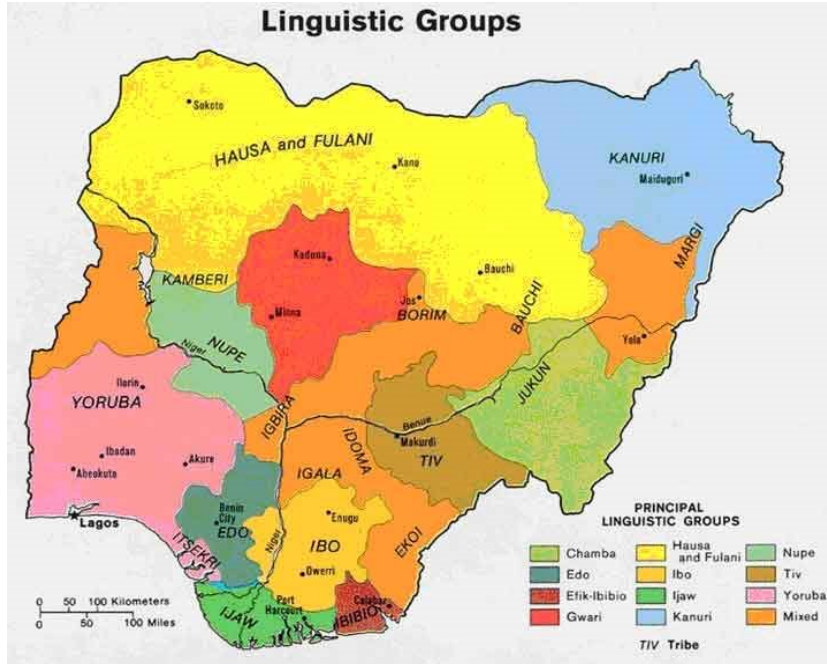 Linguistic Groups
Sokoto
HAUSA and FULANI
Kano
KANURI
Maiduguri
MARGI
Kaduna
Bauchi
KAMBERI
Jos
BORIM
BAUCHI
Minna
Yola
NUPE
Niger
JUKUN
Ilorin
YORUBA
IGBIRA
Benue
Makurdi
IDOMA
TIV
Ibadan
Akure
Abeokuta
IGALA
Lagos
Benin
City
EDO
Enugu
IBO
EKOI
ITSEKRI
Niger
Owerri
Port
Harcourt
Calabar
IJAW
IBIBIO
0 50 100 Kilometers
0 50 100 Miles
PRINCIPAL
LINGUISTIC GROUPS
Chamba
Edo
Efik-Ibibio
Gwari
Hausa
and Fulani
Ibo
Ijaw
Kanuri
Nupe
Tiv
Yoruba
Mixed
TIV Tribe